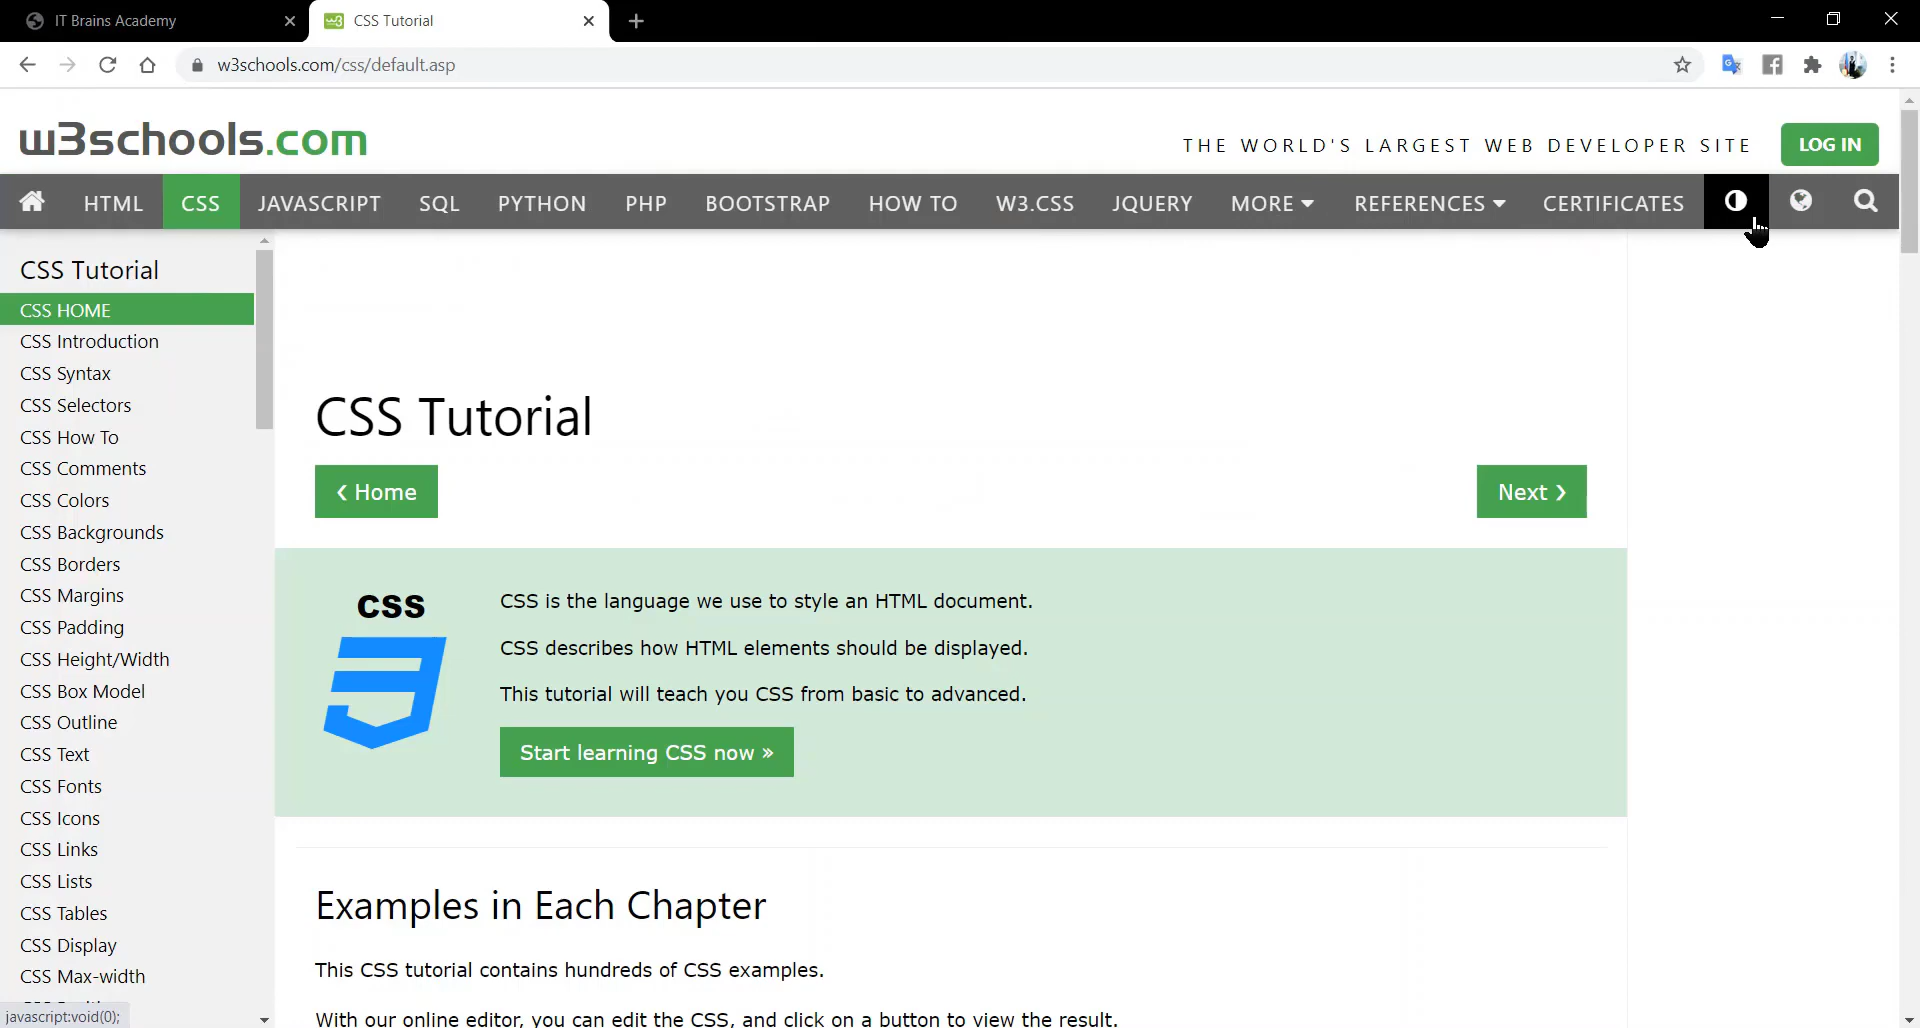 IT Brains Academy
CSS Tutorial
w3schools.com/css/default.asp
w3schools.com
THE WORLD'S LARGEST WEB DEVELOPER SITE
LOG IN
HTML CSS JAVASCRIPT SQL PYTHON PHP BOOTSTRAP HOW TO W3.CSS JQUERY MORE REFERENCES CERTIFICATES
CSS Tutorial
CSS HOME
CSS Introduction
CSS Syntax
CSS Selectors
CSS How To
CSS Comments
CSS Colors
CSS Backgrounds
CSS Borders
CSS Margins
CSS Padding
CSS Height/Width
CSS Box Model
CSS Outline
CSS Text
CSS Fonts
CSS Icons
CSS Links
CSS Lists
CSS Tables
CSS Display
CSS Max-width
javascript:void(0);
CSS Tutorial
❮ Home
Next ❯
CSS
CSS is the language we use to style an HTML document.
CSS describes how HTML elements should be displayed.
This tutorial will teach you CSS from basic to advanced.
Start learning CSS now »
Examples in Each Chapter
This CSS tutorial contains hundreds of CSS examples.
With our online editor, you can edit the CSS, and click on a button to view the result.